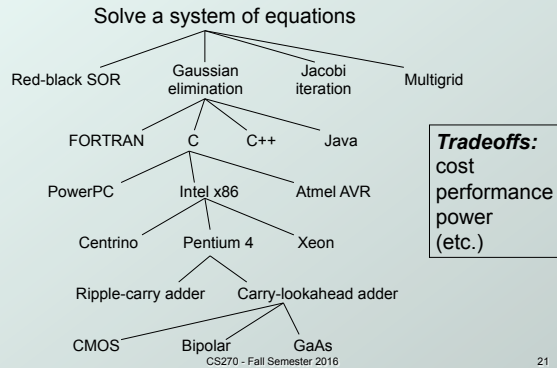 Solve a system of equations
Red-black SOR
Gaussian
elimination
Jacobi
iteration
Multigrid
FORTRAN
C
C++
Java
Tradeoffs:
cost
performance
power
(etc.)
PowerPC
Intel x86
Atmel AVR
Centrino
Pentium 4
Xeon
Ripple-carry adder
Carry-lookahead adder
CMOS
Bipolar
GaAs
CS270 - Fall Semester 2016
21